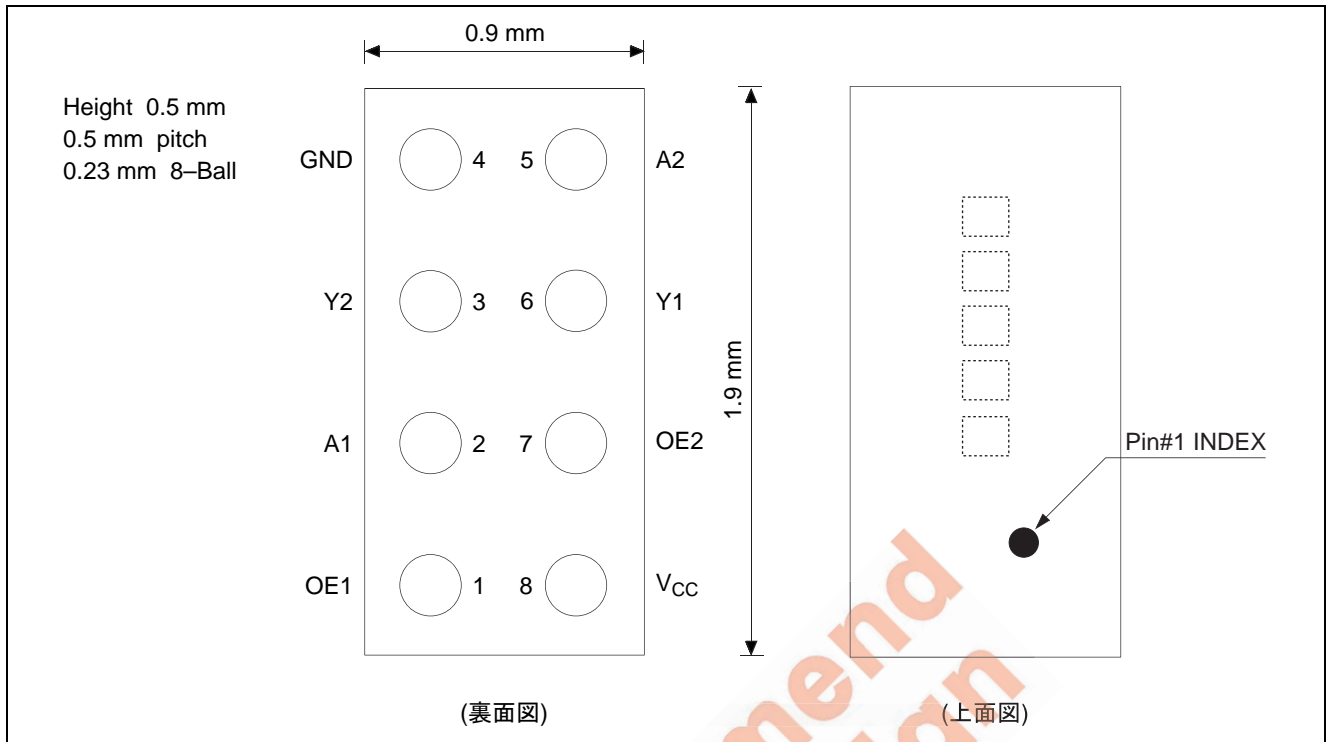 0.9 mm
Height 0.5 mm
0.5 mm pitch
0.23 mm 8–Ball
GND 4 5 A2
Y2 3 6 Y1
1.9 mm
A1 2 7 OE2
Pin#1 INDEX
OE1 1 8 VCC
(裏面図)
(上面図)
mend
sign